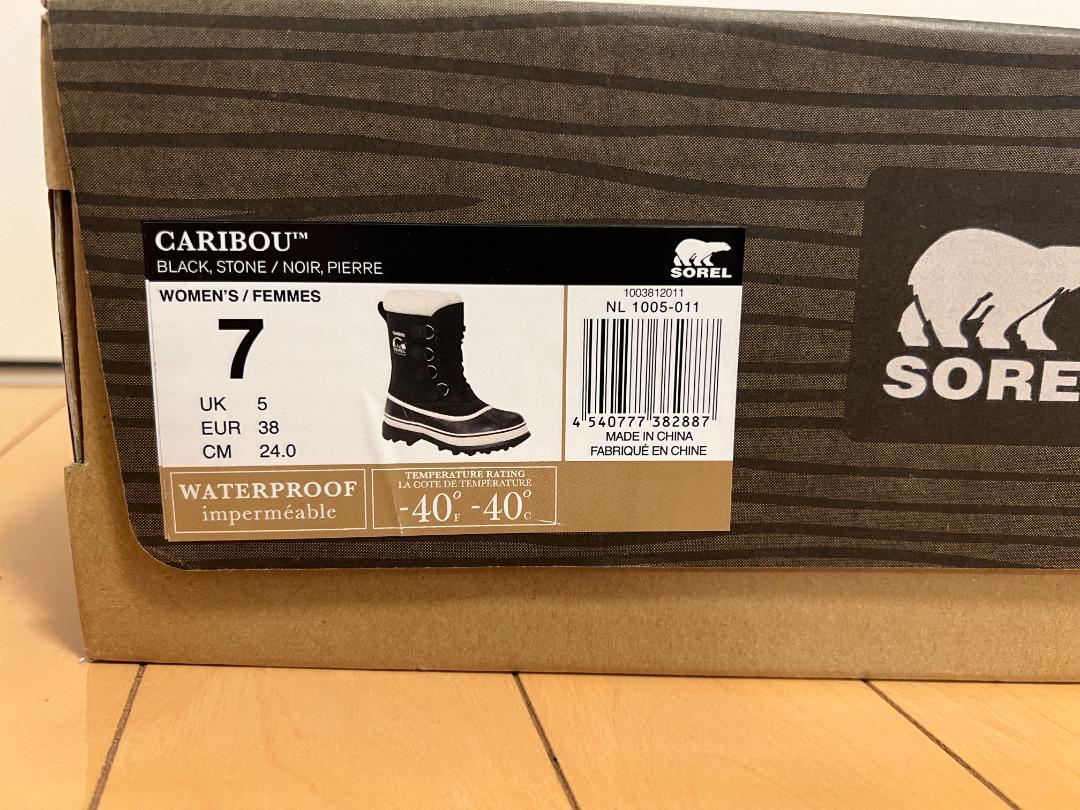 CARIBOU™
BLACK, STONE / NOIR, PIERRE
SOREL
WOMEN'S / FEMMES
7
UK 5
EUR 38
CM 24.0
1003812011
NL 1005-011
4 540777 382887
MADE IN CHINA
FABRIQUÉ EN CHINE
WATERPROOF
imperméable
TEMPERATURE RATING
LA COTE DE TEMPÉRATURE
-40°F -40°C
SORE